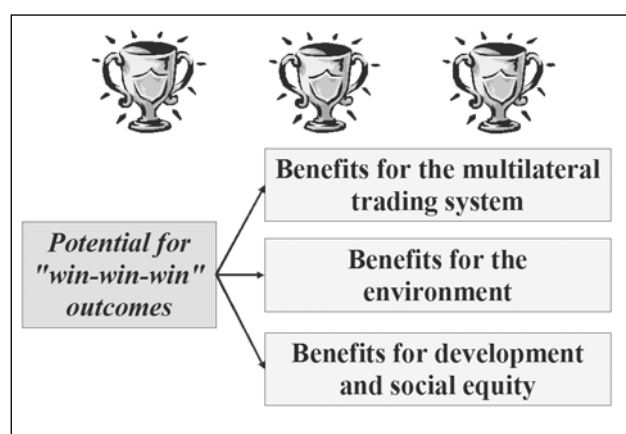 Benefits for the multilateral
trading system
Potential for
"win-win-win"
outcomes
Benefits for the
environment
Benefits for development
and social equity